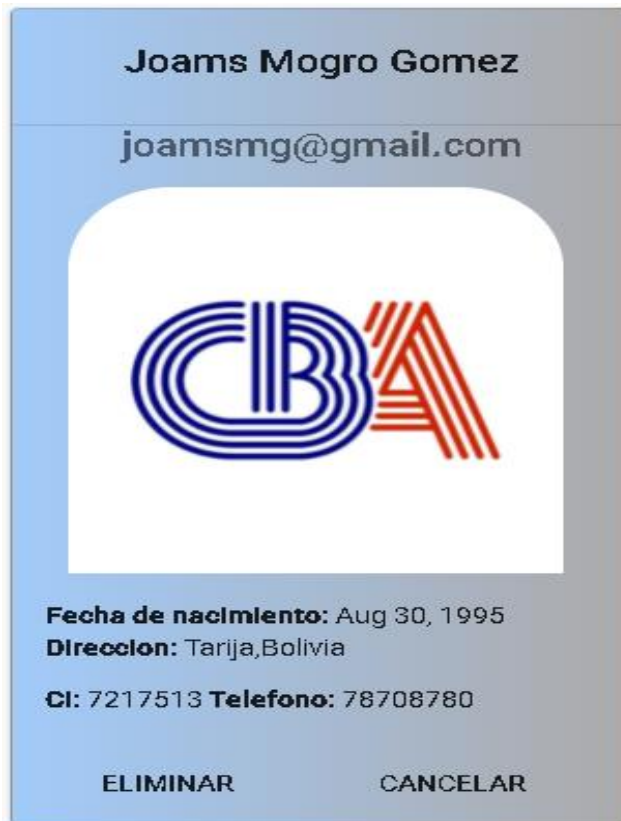 Joams Mogro Gomez
joamsmg@gmail.com
CBA
Fecha de nacimiento: Aug 30, 1995
Direccion: Tarija,Bolivia
CI: 7217513 Telefono: 78708780
ELIMINAR CANCELAR